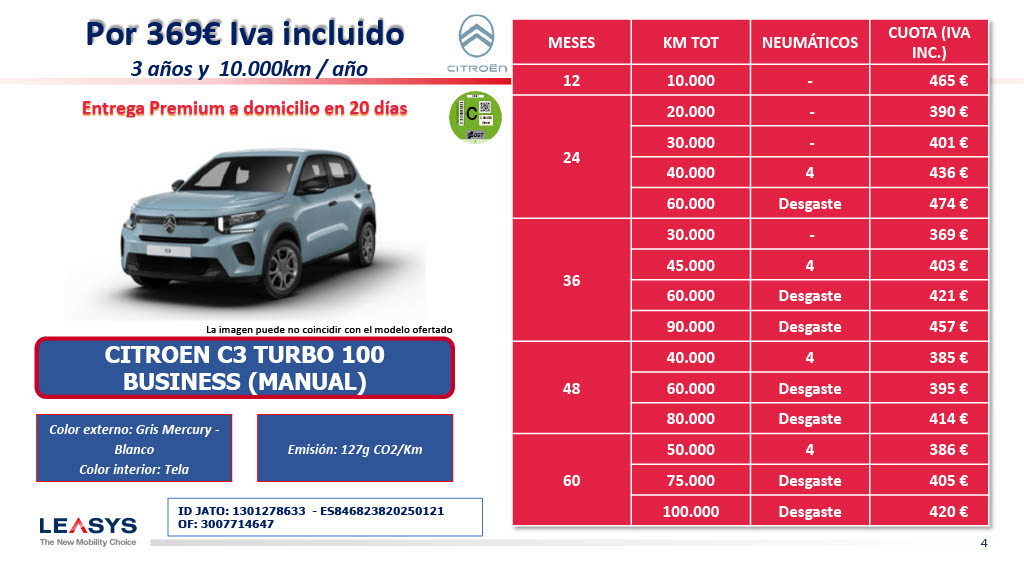 Por 369€ Iva incluido
3 años y 10.000km / año
CITROËN
Entrega Premium a domicilio en 20 días
C
DGT
C3
La imagen puede no coincidir con el modelo ofertado
CITROEN C3 TURBO 100
BUSINESS (MANUAL)
Color externo: Gris Mercury -
Blanco
Color interior: Tela
Emisión: 127g CO2/Km
ID JATO: 1301278633 - ES846823820250121
OF: 3007714647
LEASYS
The New Mobility Choice
MESES KM TOT NEUMÁTICOS CUOTA (IVA INC.)
12 10.000 - 465 €
24 20.000 - 390 €
30.000 - 401 €
40.000 4 436 €
60.000 Desgaste 474 €
36 30.000 - 369 €
45.000 4 403 €
60.000 Desgaste 421 €
90.000 Desgaste 457 €
48 40.000 4 385 €
60.000 Desgaste 395 €
80.000 Desgaste 414 €
60 50.000 4 386 €
75.000 Desgaste 405 €
100.000 Desgaste 420 €
4